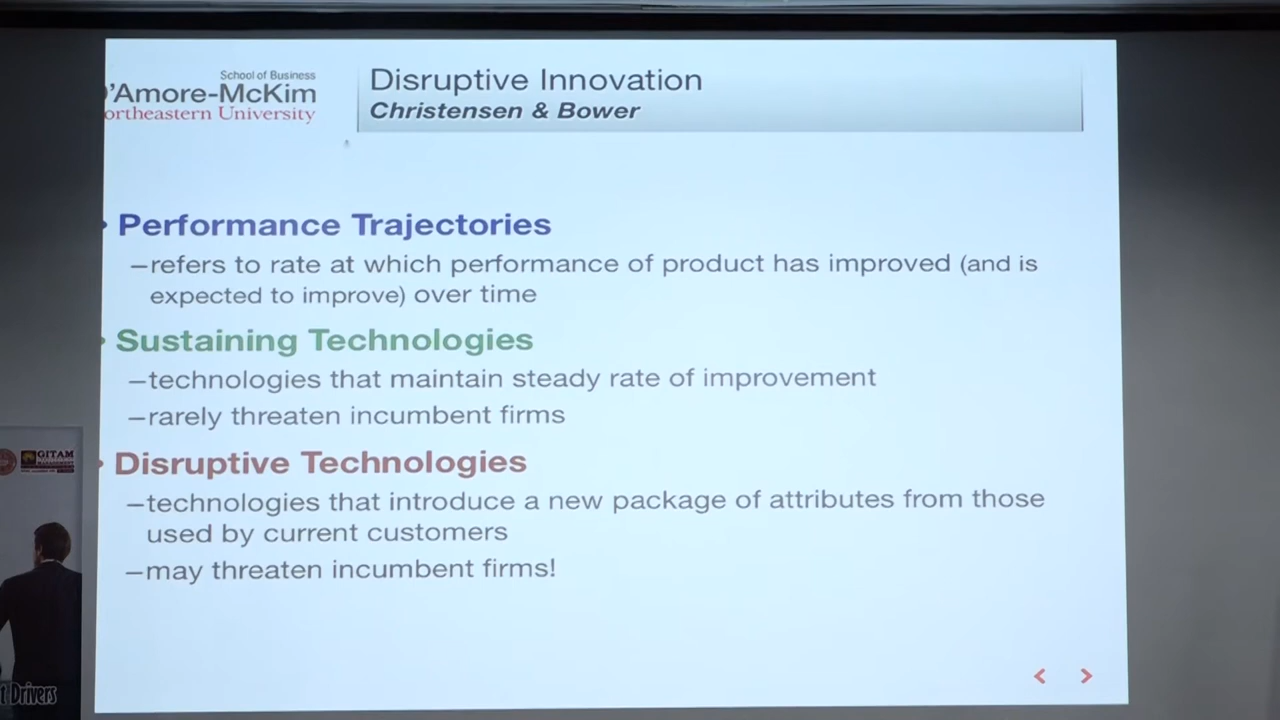 School of Business
'Amore-McKim
ortheastern University
Disruptive Innovation
Christensen & Bower
• Performance Trajectories
–refers to rate at which performance of product has improved (and is
expected to improve) over time
• Sustaining Technologies
–technologies that maintain steady rate of improvement
–rarely threaten incumbent firms
• Disruptive Technologies
–technologies that introduce a new package of attributes from those
used by current customers
–may threaten incumbent firms!
< >
GITAM
t Drivers